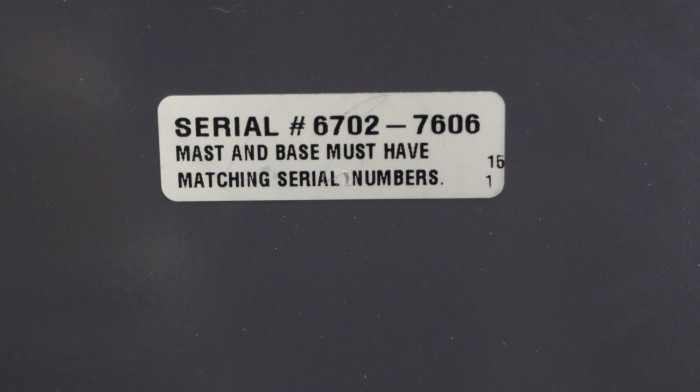 SERIAL # 6702 – 7606
MAST AND BASE MUST HAVE
MATCHING SERIAL NUMBERS.
16
1